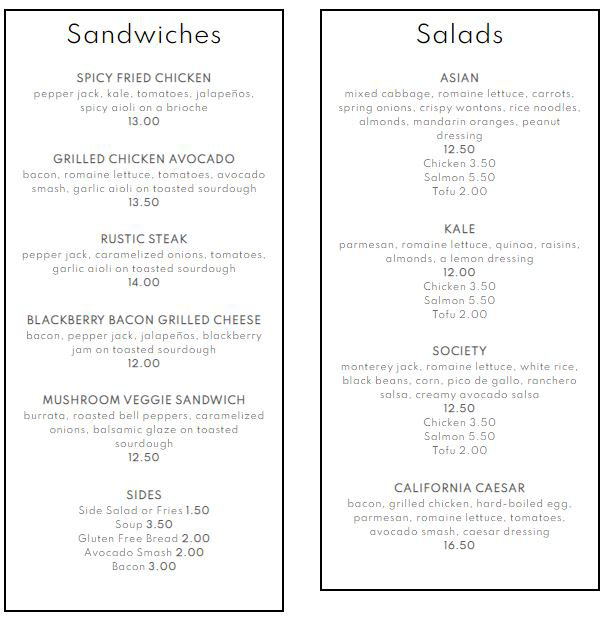 Sandwiches
SPICY FRIED CHICKEN
pepper jack, kale, tomatoes, jalapeños,
spicy aioli on a brioche
13.00
GRILLED CHICKEN AVOCADO
bacon, romaine lettuce, tomatoes, avocado
smash, garlic aioli on toasted sourdough
13.50
RUSTIC STEAK
pepper jack, caramelized onions, tomatoes,
garlic aioli on toasted sourdough
14.00
BLACKBERRY BACON GRILLED CHEESE
bacon, pepper jack, jalapeños, blackberry
jam on toasted sourdough
12.00
MUSHROOM VEGGIE SANDWICH
burrata, roasted bell peppers, caramelized
onions, balsamic glaze on toasted
sourdough
12.50
SIDES
Side Salad or Fries 1.50
Soup 3.50
Gluten Free Bread 2.00
Avocado Smash 2.00
Bacon 3.00
Salads
ASIAN
mixed cabbage, romaine lettuce, carrots,
spring onions, crispy wontons, rice noodles,
almonds, mandarin oranges, peanut
dressing
12.50
Chicken 3.50
Salmon 5.50
Tofu 2.00
KALE
parmesan, romaine lettuce, quinoa, raisins,
almonds, a lemon dressing
12.00
Chicken 3.50
Salmon 5.50
Tofu 2.00
SOCIETY
monterey jack, romaine lettuce, white rice,
black beans, corn, pico de gallo, ranchero
salsa, creamy avocado salsa
12.50
Chicken 3.50
Salmon 5.50
Tofu 2.00
CALIFORNIA CAESAR
bacon, grilled chicken, hard-boiled egg,
parmesan, romaine lettuce, tomatoes,
avocado smash, caesar dressing
16.50